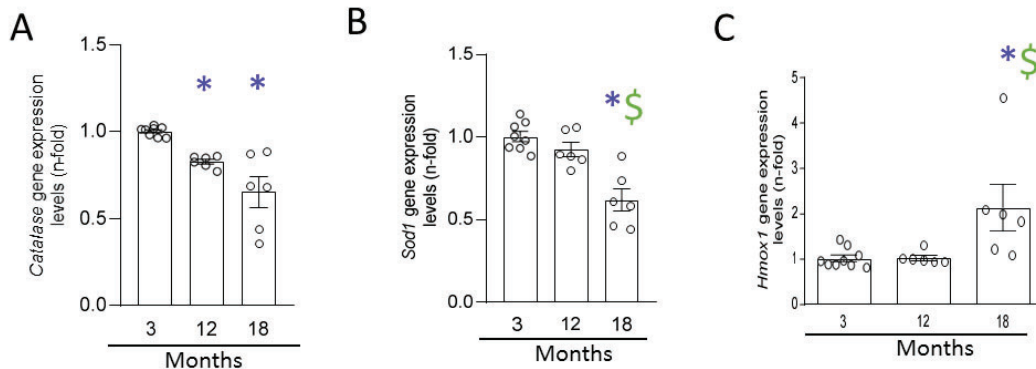 A
Catalase gene expression
levels (n-fold)
1.5
1.0
0.5
0.0
* *
3 12 18
Months
B
Sod1 gene expression
levels (n-fold)
1.5
1.0
0.5
0.0
*$
3 12 18
Months
C
Hmox1 gene expression
levels (n-fold)
5
4
3
2
1
0
*$
3 12 18
Months